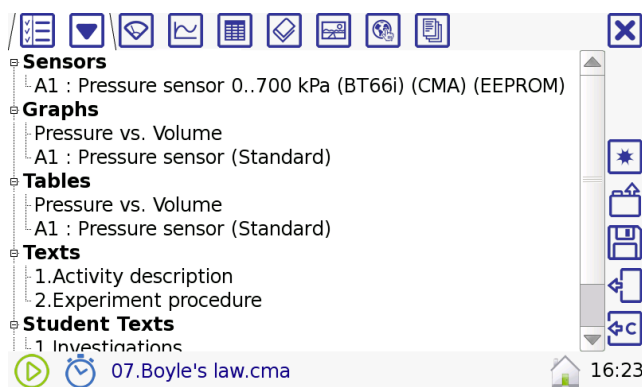 Sensors
A1 : Pressure sensor 0..700 kPa (BT66i) (CMA) (EEPROM)
Graphs
Pressure vs. Volume
A1 : Pressure sensor (Standard)
Tables
Pressure vs. Volume
A1 : Pressure sensor (Standard)
Texts
1.Activity description
2.Experiment procedure
Student Texts
1.Investigations
C
07.Boyle's law.cma
16:23